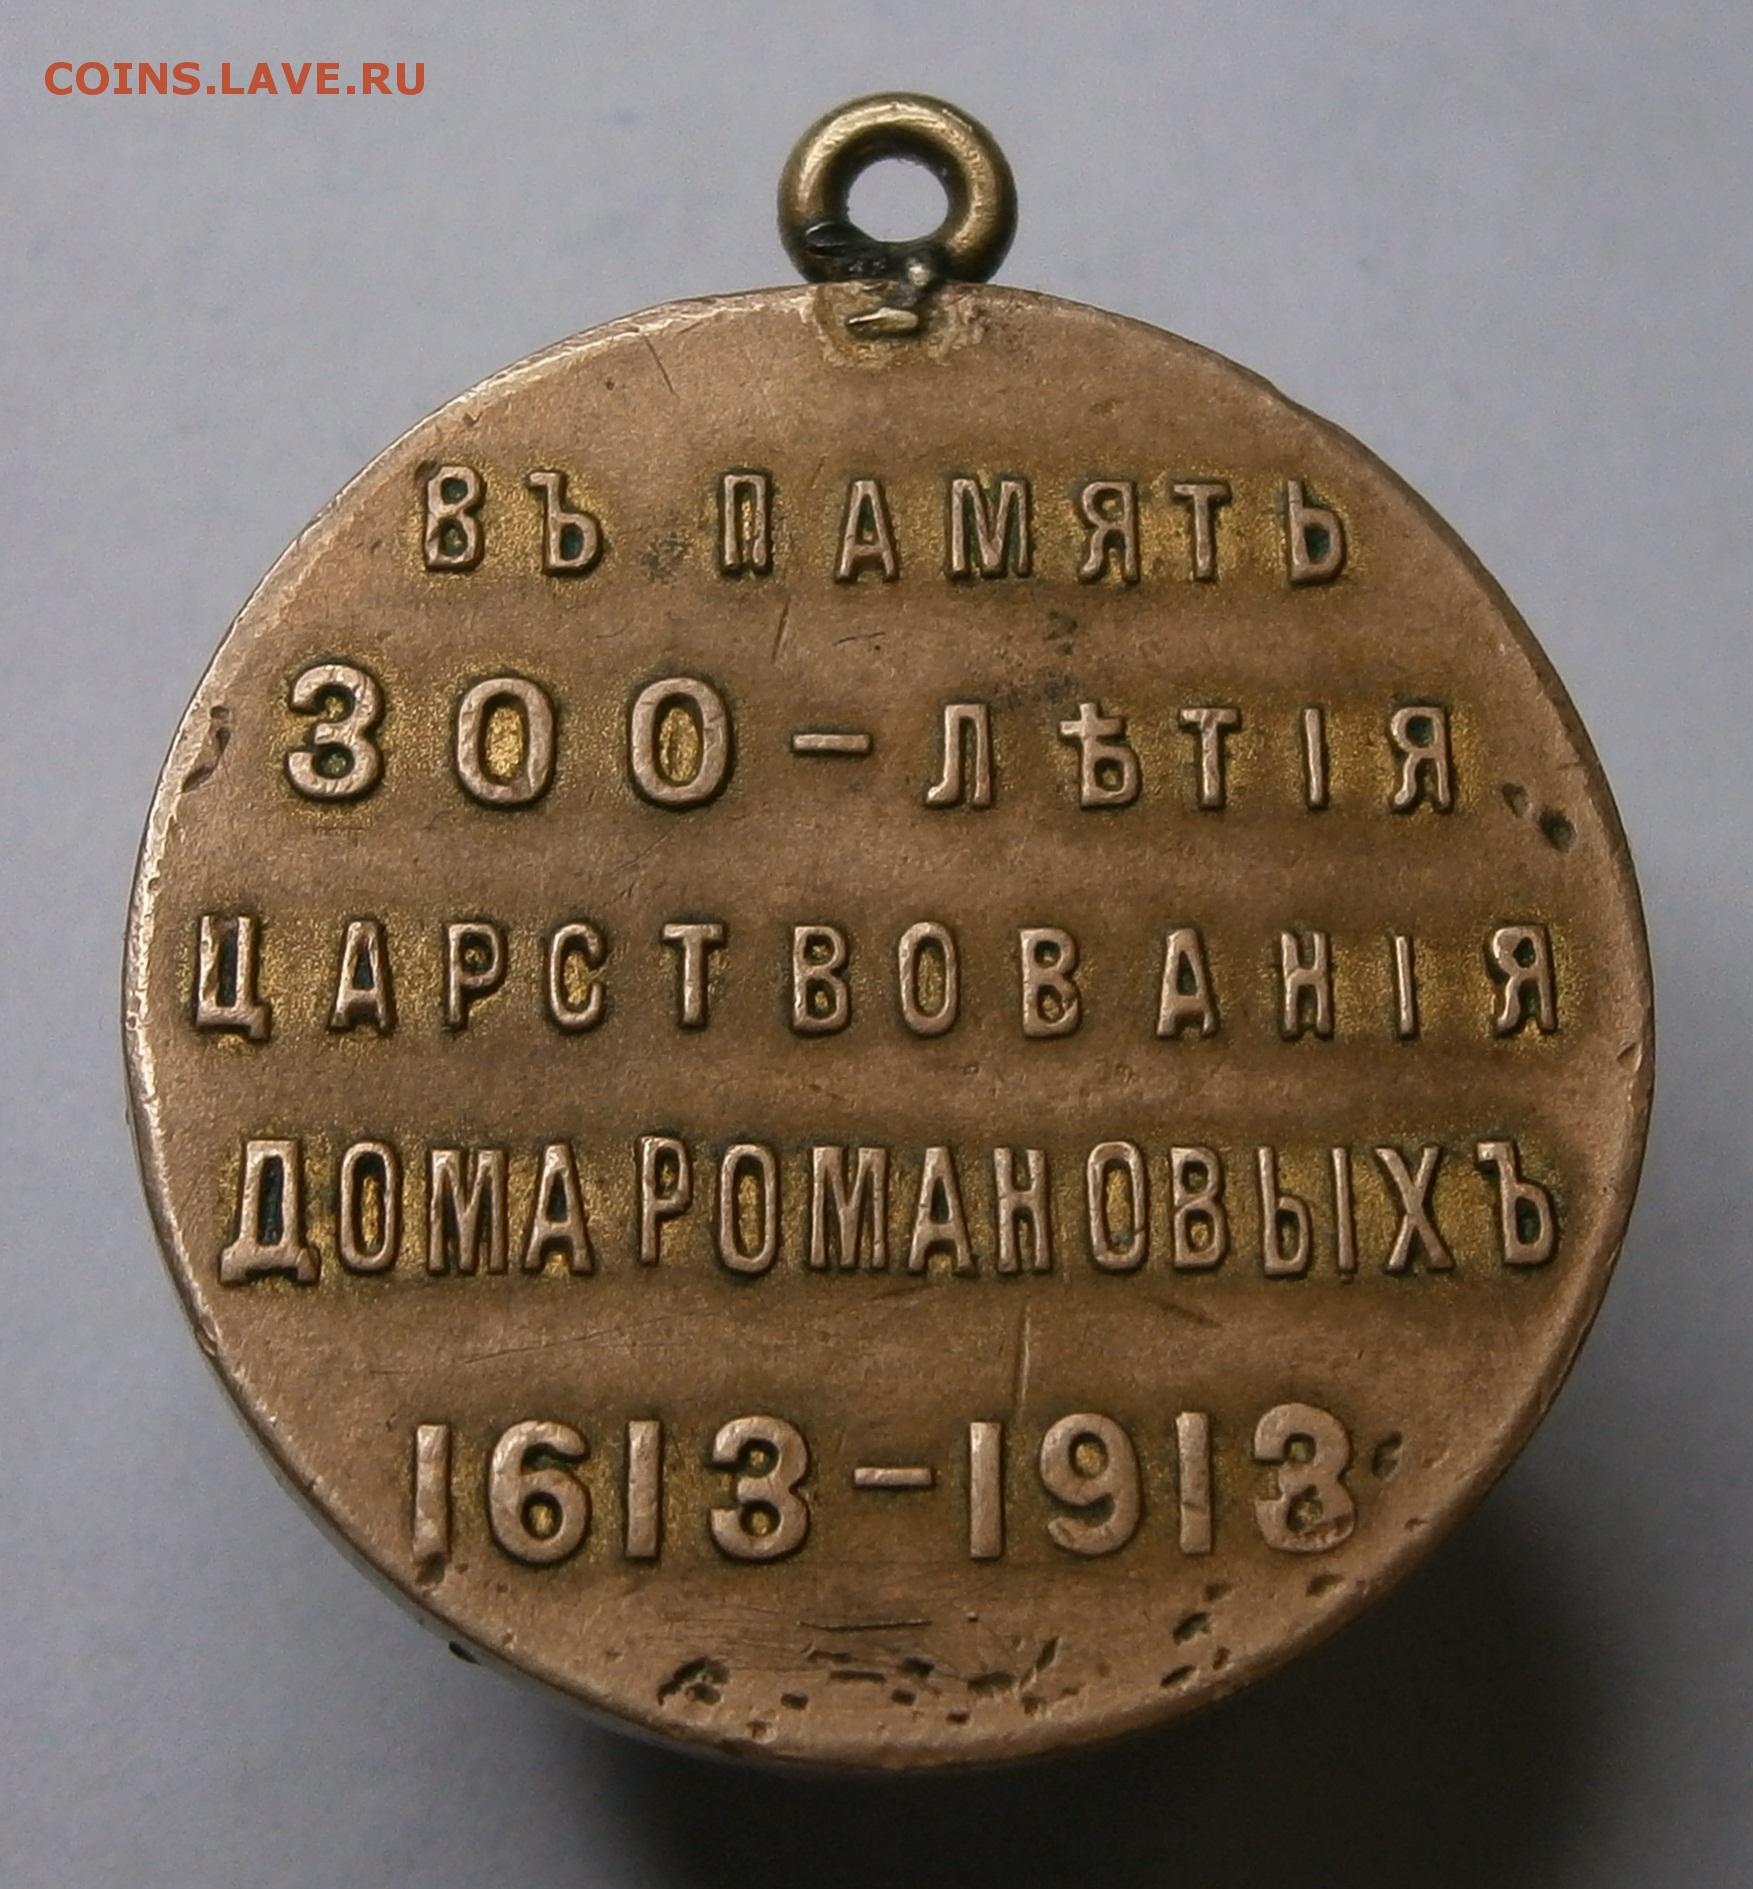 COINS.LAVE.RU
ВЪ ПАМЯТЬ
300-ЛѢТІЯ
ЦАРСТВОВАНІЯ
ДОМА РОМАНОВЫХЪ
1613-1913